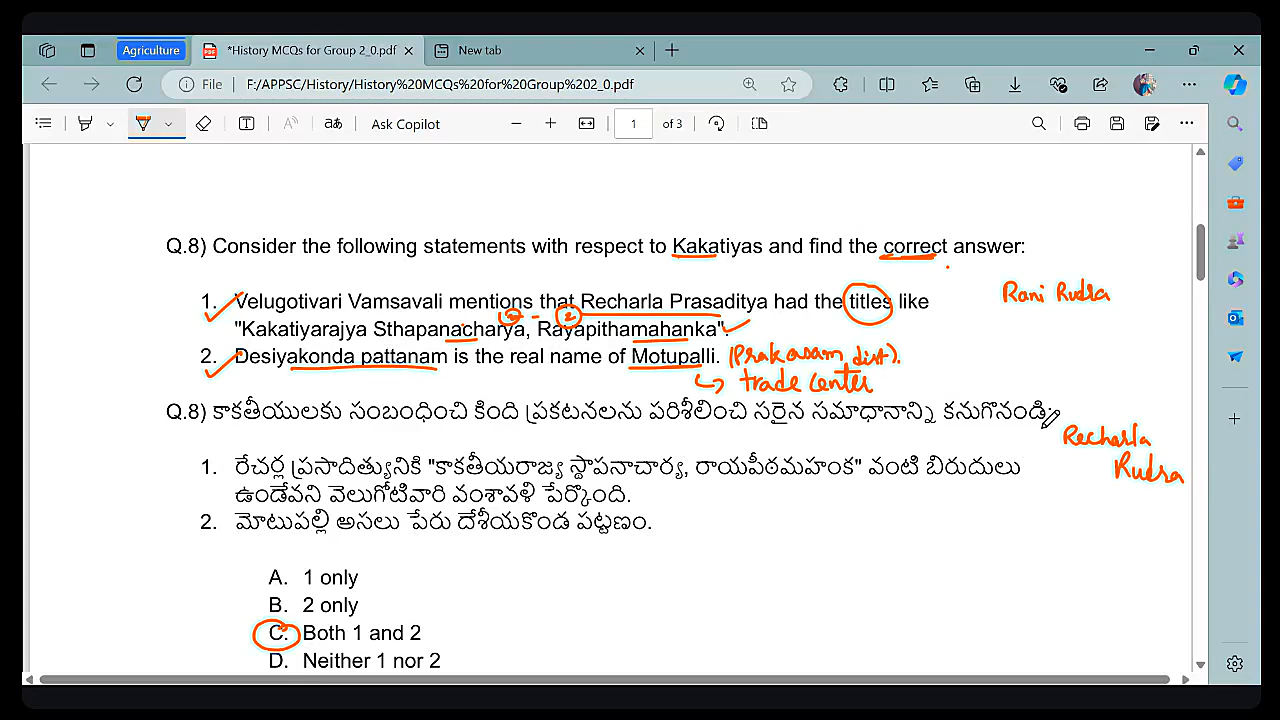 Agriculture
*History MCQs for Group 2_0.pdf
New tab
File F:/APPSC/History/History%20MCQs%20for%20Group%202_0.pdf
Ask Copilot
1 of 3
Q.8) Consider the following statements with respect to Kakatiyas and find the correct answer:
1. Velugotivari Vamsavali mentions that Recharla Prasaditya had the titles like
"Kakatiyarajya Sthapanacharya, Rayapithamahanka".
2. Desiyakonda pattanam is the real name of Motupalli. (Prakasam dist).
trade center
Rani Rudra
Q.8) కాకతీయులకు సంబంధించి కింది ప్రకటనలను పరిశీలించి సరైన సమాధానాన్ని కనుగొనండి
Recharla
Rudra
1. రేచర్ల ప్రసాదిత్యునికి "కాకతీయరాజ్య స్థాపనాచార్య, రాయపీఠమహంక" వంటి బిరుదులు
ఉండేవని వెలుగోటివారి వంశావళి పేర్కొంది.
2. మోటుపల్లి అసలు పేరు దేశీయకొండ పట్టణం.
A. 1 only
B. 2 only
C. Both 1 and 2
D. Neither 1 nor 2